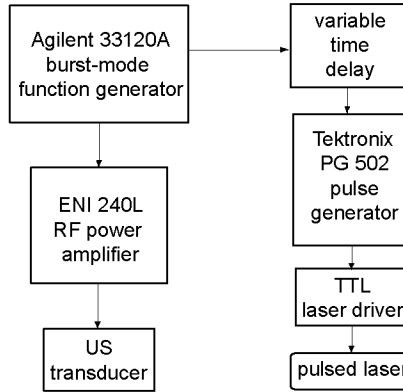 Agilent 33120A
burst-mode
function generator
variable
time
delay
ENI 240L
RF power
amplifier
Tektronix
PG 502
pulse
generator
US
transducer
TTL
laser driver
pulsed laser